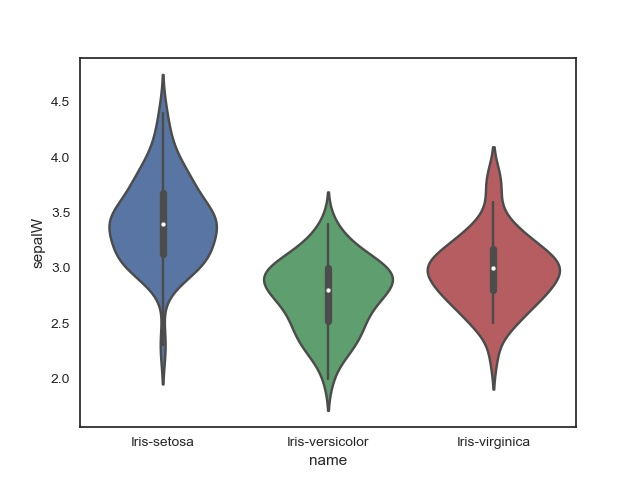 4.5
4.0
3.5
3.0
2.5
2.0
sepalW
Iris-setosa
Iris-versicolor
Iris-virginica
name